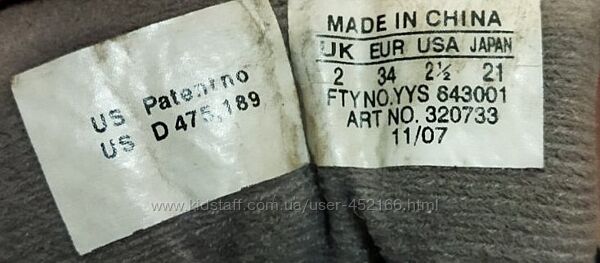 US Patent no
US D 475,189
MADE IN CHINA
UK EUR USA JAPAN
2 34 2½ 21
FTY NO. YYS 643001
ART NO. 320733
11/07
www.kidstaff.com.ua/user-452166.html